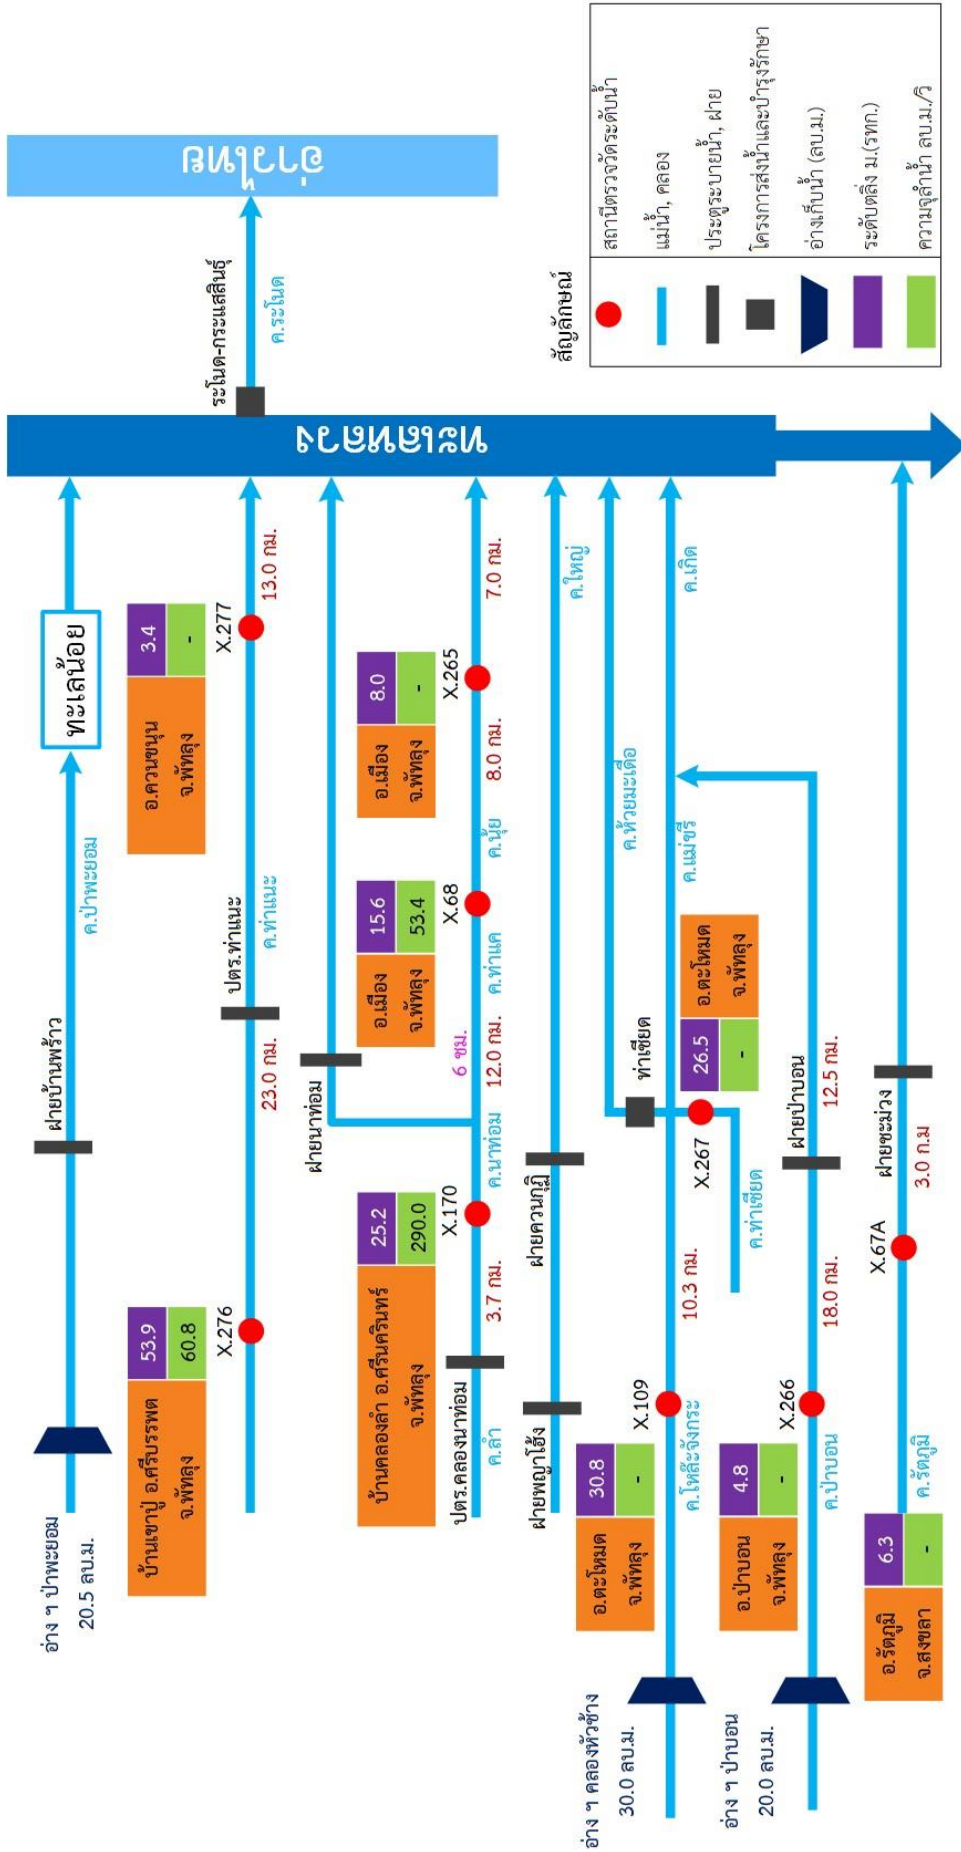 อ่าง ฯ ป่าพะยอม
20.5 ลบ.ม.
ฝายบ้านพร้าว
ค.ป่าพะยอม
ทะเลน้อย
บ้านเขาปู่ อ.ศรีบรรพต
จ.พัทลุง
53.9
60.8
X.276
23.0 กม.
ปตร.ท่าแนะ
ค.ท่าแนะ
อ.ควนขนุน
จ.พัทลุง
3.4
-
X.277
13.0 กม.
ระโนด-กระแสสินธุ์
ค.ระโนด
อ่าวไทย
ทะเลหลวง
ฝายนาท่อม
บ้านคลองลำ อ.ศรีนครินทร์
จ.พัทลุง
25.2
290.0
X.170
ปตร.คลองนาท่อม
ค.ลำ
3.7 กม.
ค.นาท่อม
6 ชม.
12.0 กม.
อ.เมือง
จ.พัทลุง
15.6
53.4
X.68
ค.ท่าแค
ค.นุ้ย
8.0 กม.
อ.เมือง
จ.พัทลุง
8.0
-
X.265
7.0 กม.
ฝายพญาโฮ้ง
ฝายควนกุฎิ
ค.ใหญ่
อ่าง ฯ คลองหัวช้าง
30.0 ลบ.ม.
อ.ตะโหมด
จ.พัทลุง
30.8
-
X.109
ค.โหล๊ะจังกระ
10.3 กม.
ท่าเชียด
X.267
ค.ท่าเชียด
อ.ตะโหมด
จ.พัทลุง
26.5
-
ค.ห้วยมะเดื่อ
ค.แม่ขรี
ค.เกิด
อ่าง ฯ ป่าบอน
20.0 ลบ.ม.
อ.ป่าบอน
จ.พัทลุง
4.8
-
X.266
ค.ป่าบอน
18.0 กม.
ฝายป่าบอน
12.5 กม.
อ.รัตภูมิ
จ.สงขลา
6.3
-
ค.รัตภูมิ
X.67A
3.0 ก.ม
ฝายชะม่วง
สัญลักษณ์
สถานีตรวจวัดระดับน้ำ
แม่น้ำ, คลอง
ประตูระบายน้ำ, ฝาย
โครงการส่งน้ำและบำรุงรักษา
อ่างเก็บน้ำ (ลบ.ม.)
ระดับตลิ่ง ม.(รทก.)
ความจุลำน้ำ ลบ.ม./วิ